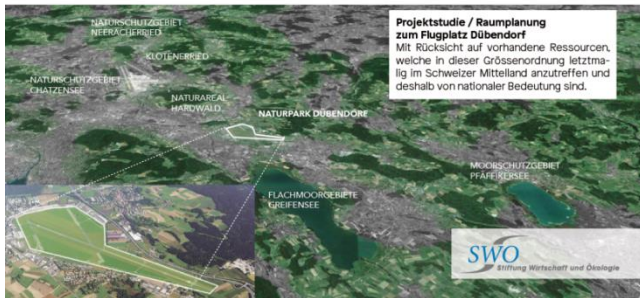 NATURSCHUTZGEBIET
NEERACHERRIED
KLOTENERRIED
NATURSCHUTZGEBIET
CHATZENSEE
NATURAREAL
HARDWALD
NATURPARK DÜBENDORF
FLACHMOORGEBIETE
GREIFENSEE
MOORSCHUTZGEBIET
PFÄFFIKERSEE
Projektstudie / Raumplanung
zum Flugplatz Dübendorf
Mit Rücksicht auf vorhandene Ressourcen,
welche in dieser Grössenordnung letztma-
lig im Schweizer Mittelland anzutreffen und
deshalb von nationaler Bedeutung sind.
SWO
Stiftung Wirtschaft und Ökologie